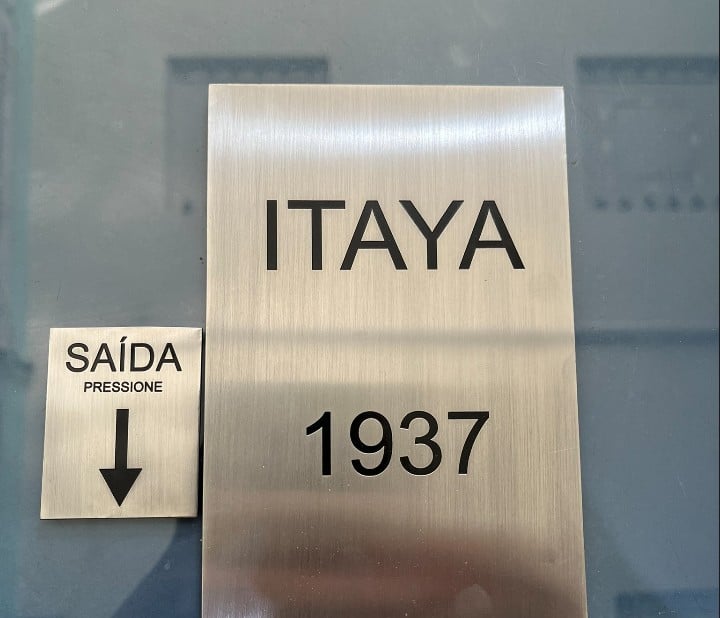 ITAYA
1937
SAÍDA
PRESSIONE